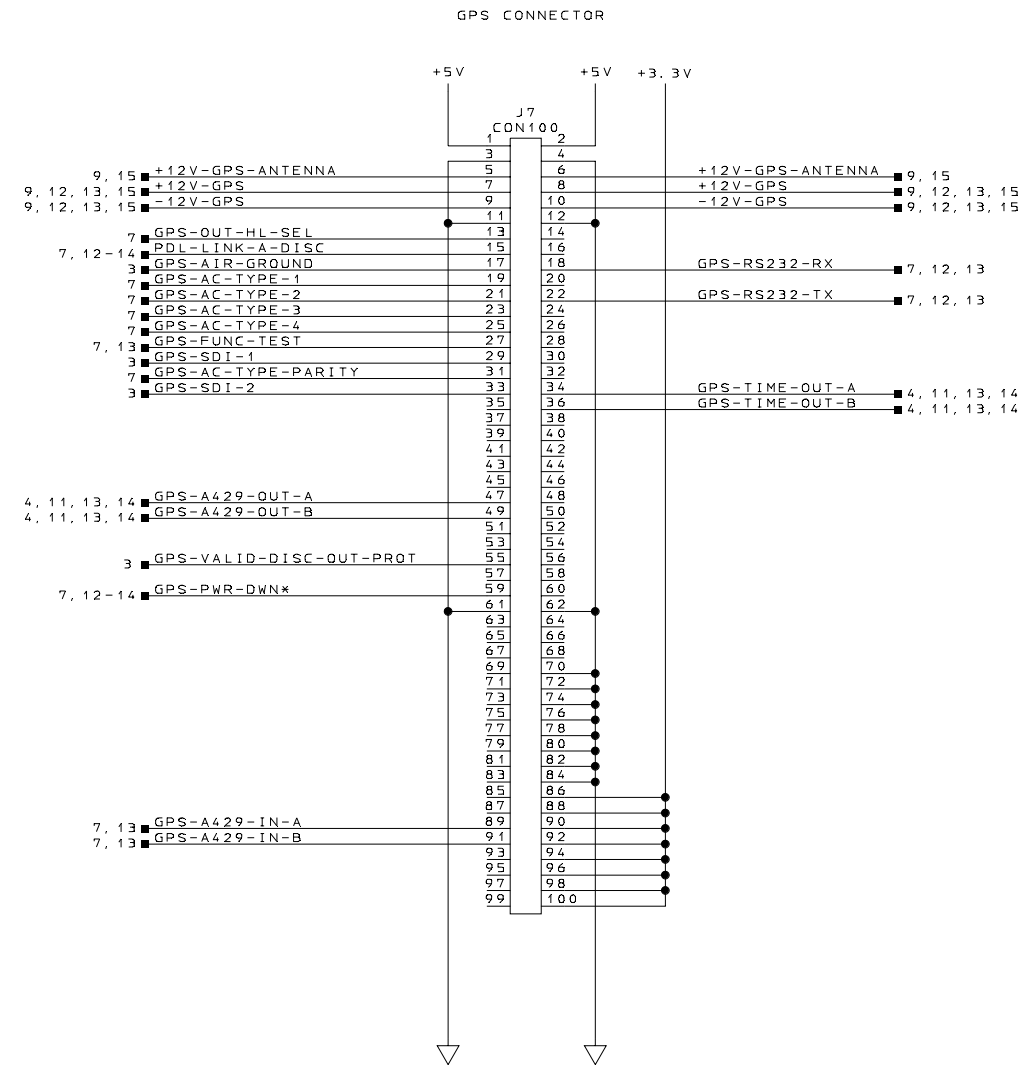 GPS CONNECTOR
+5V +5V +3.3V
J7
CON100
1 2
3 4
9,15 +12V-GPS-ANTENNA 5 6 +12V-GPS-ANTENNA 9,15
9,12,13,15 +12V-GPS 7 8 +12V-GPS 9,12,13,15
9,12,13,15 -12V-GPS 9 10 -12V-GPS 9,12,13,15
11 12
7 GPS-OUT-HL-SEL 13 14
7,12-14 PDL-LINK-A-DISC 15 16
3 GPS-AIR-GROUND 17 18 GPS-RS232-RX 7,12,13
7 GPS-AC-TYPE-1 19 20
7 GPS-AC-TYPE-2 21 22 GPS-RS232-TX 7,12,13
7 GPS-AC-TYPE-3 23 24
7 GPS-AC-TYPE-4 25 26
7,13 GPS-FUNC-TEST 27 28
3 GPS-SDI-1 29 30
7 GPS-AC-TYPE-PARITY 31 32
3 GPS-SDI-2 33 34 GPS-TIME-OUT-A 4,11,13,14
35 36 GPS-TIME-OUT-B 4,11,13,14
37 38
39 40
41 42
43 44
45 46
4,11,13,14 GPS-A429-OUT-A 47 48
4,11,13,14 GPS-A429-OUT-B 49 50
51 52
53 54
3 GPS-VALID-DISC-OUT-PROT 55 56
57 58
7,12-14 GPS-PWR-DWN* 59 60
61 62
63 64
65 66
67 68
69 70
71 72
73 74
75 76
77 78
79 80
81 82
83 84
85 86
87 88
7,13 GPS-A429-IN-A 89 90
7,13 GPS-A429-IN-B 91 92
93 94
95 96
97 98
99 100